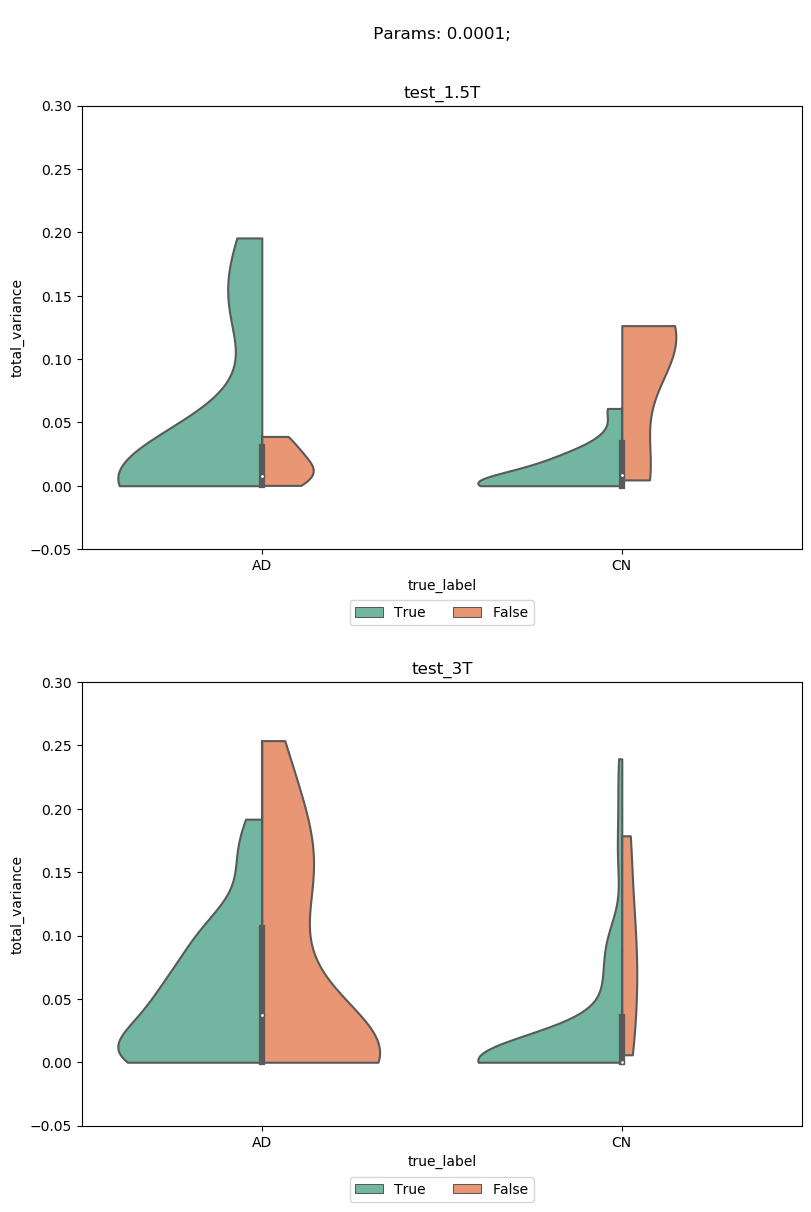 Params: 0.0001;
test_1.5T
0.30
0.25
0.20
0.15
0.10
0.05
0.00
−0.05
total_variance
AD CN
true_label
True False
test_3T
0.30
0.25
0.20
0.15
0.10
0.05
0.00
−0.05
total_variance
AD CN
true_label
True False